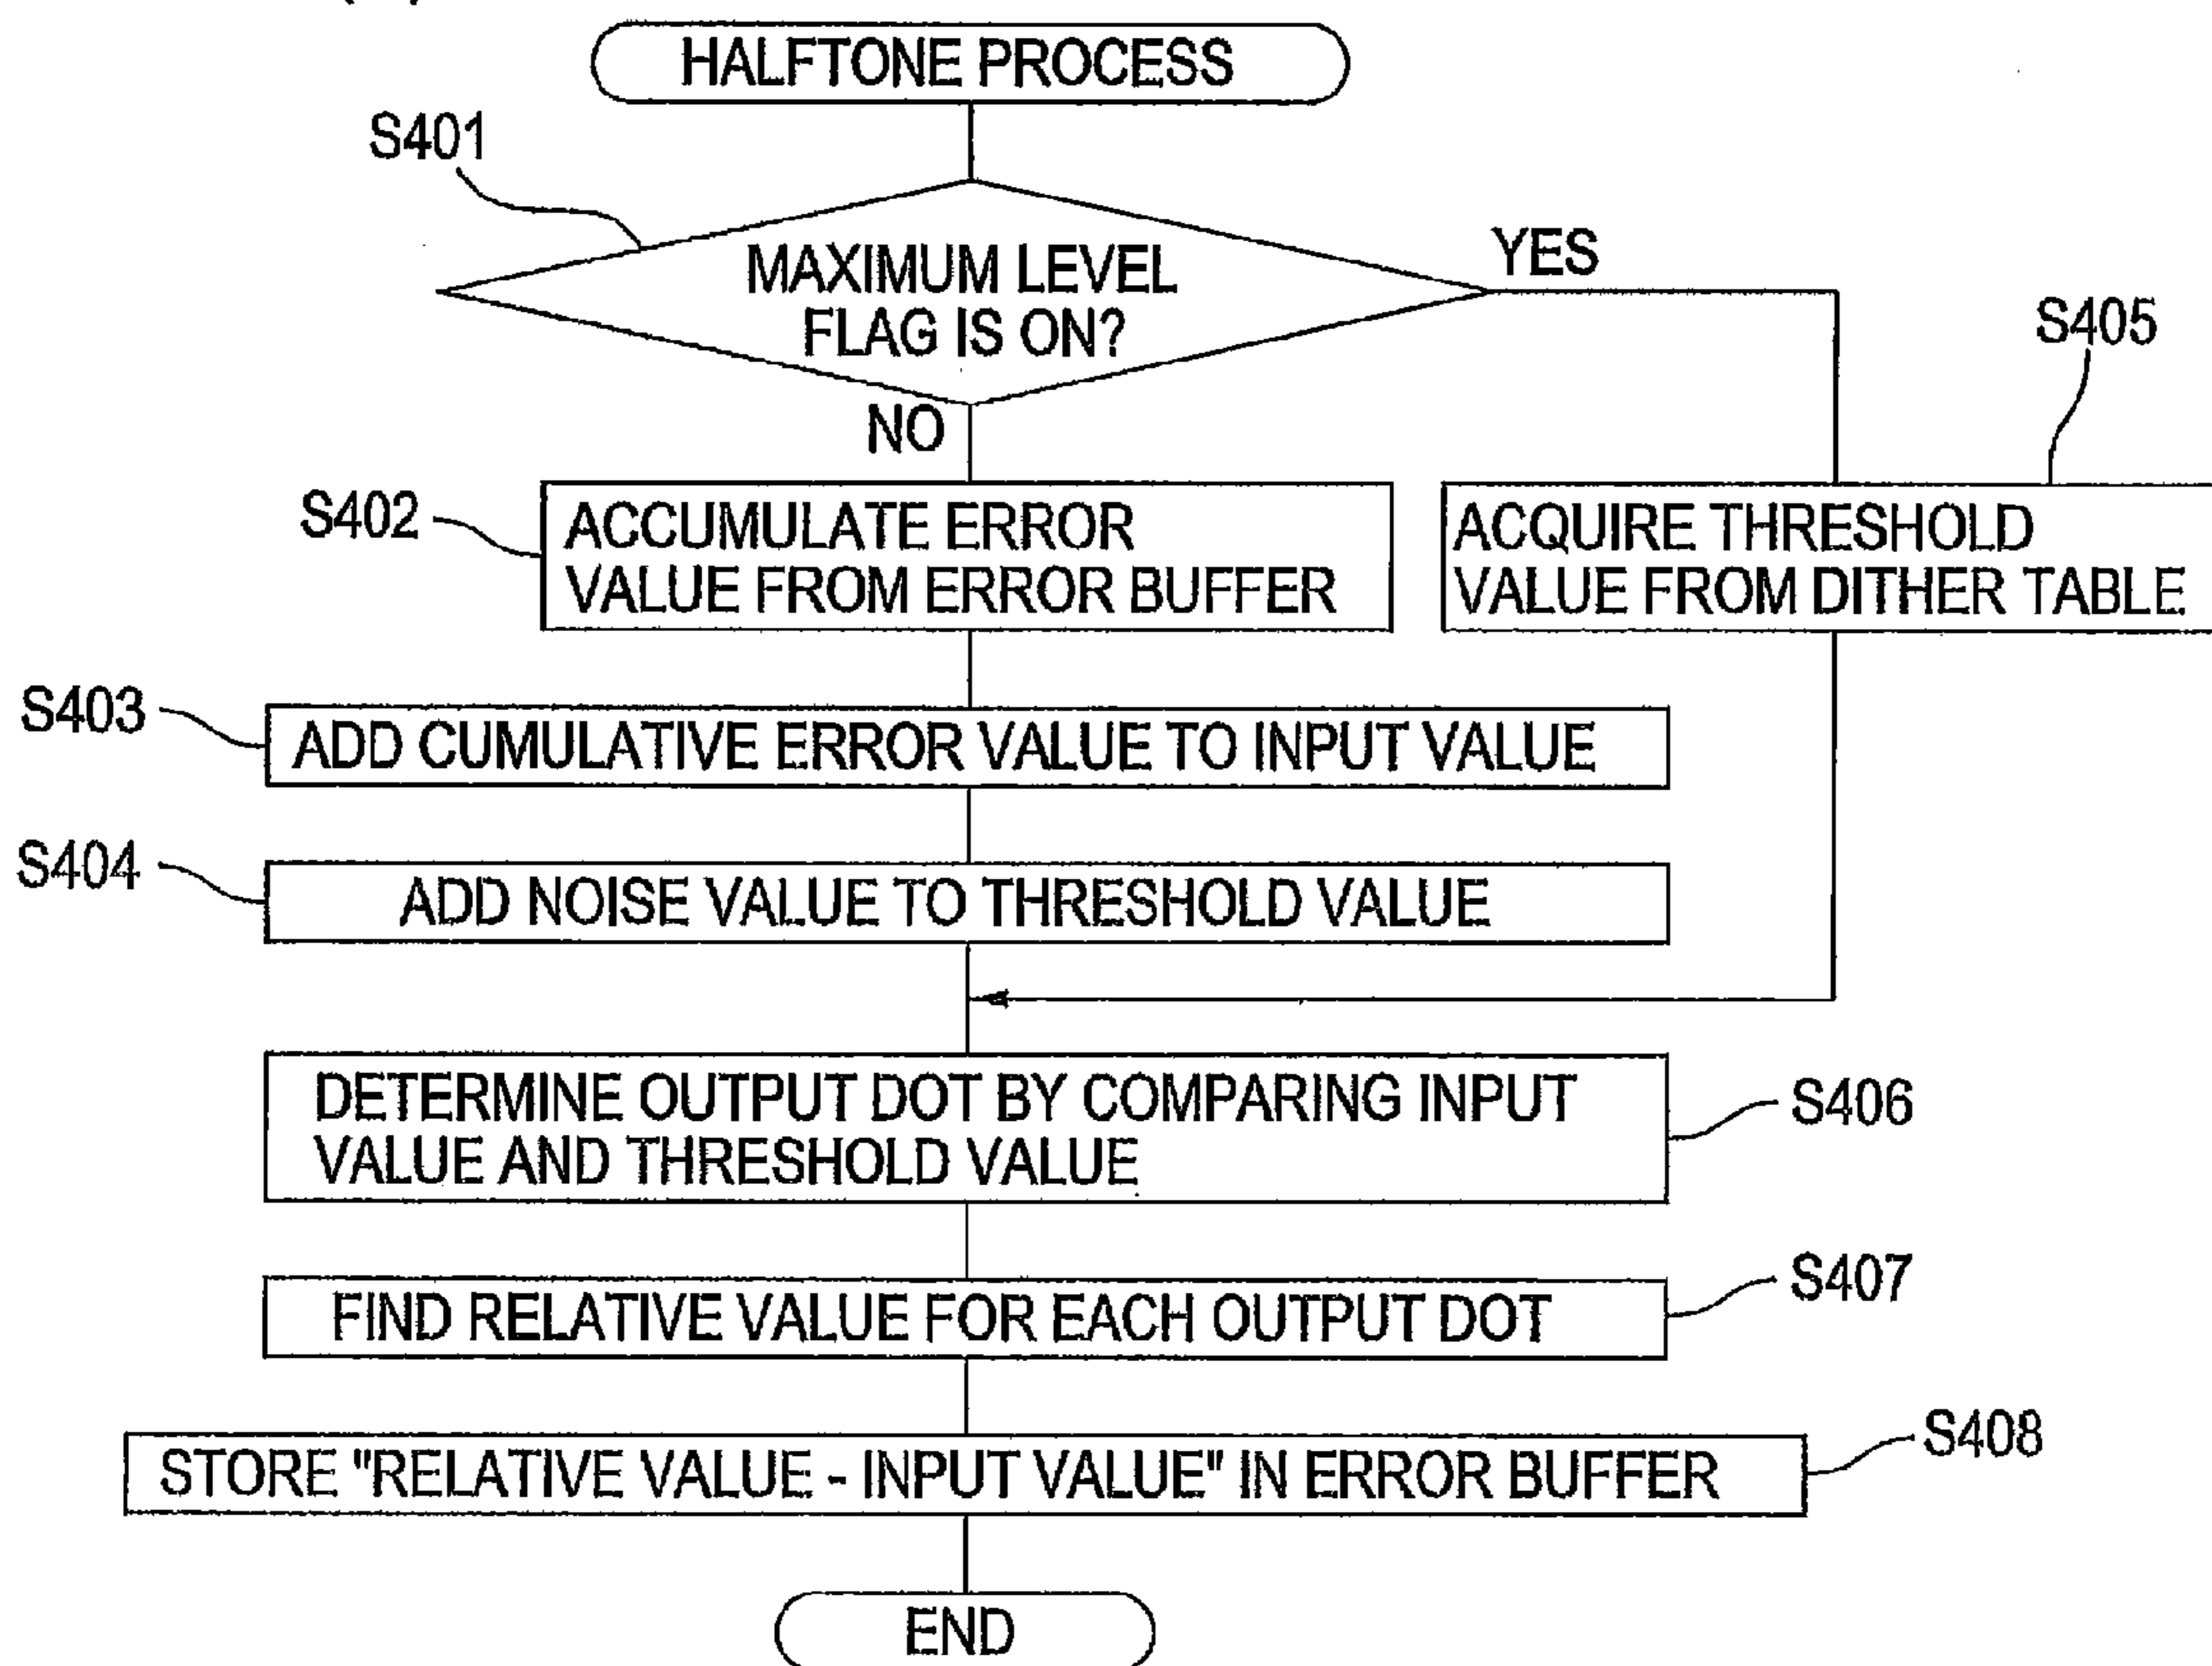 HALFTONE PROCESS
S401
MAXIMUM LEVEL
FLAG IS ON?
YES
S405
NO
S402
ACCUMULATE ERROR
VALUE FROM ERROR BUFFER
ACQUIRE THRESHOLD
VALUE FROM DITHER TABLE
S403
ADD CUMULATIVE ERROR VALUE TO INPUT VALUE
S404
ADD NOISE VALUE TO THRESHOLD VALUE
DETERMINE OUTPUT DOT BY COMPARING INPUT
VALUE AND THRESHOLD VALUE
S406
FIND RELATIVE VALUE FOR EACH OUTPUT DOT
S407
STORE "RELATIVE VALUE - INPUT VALUE" IN ERROR BUFFER
S408
END